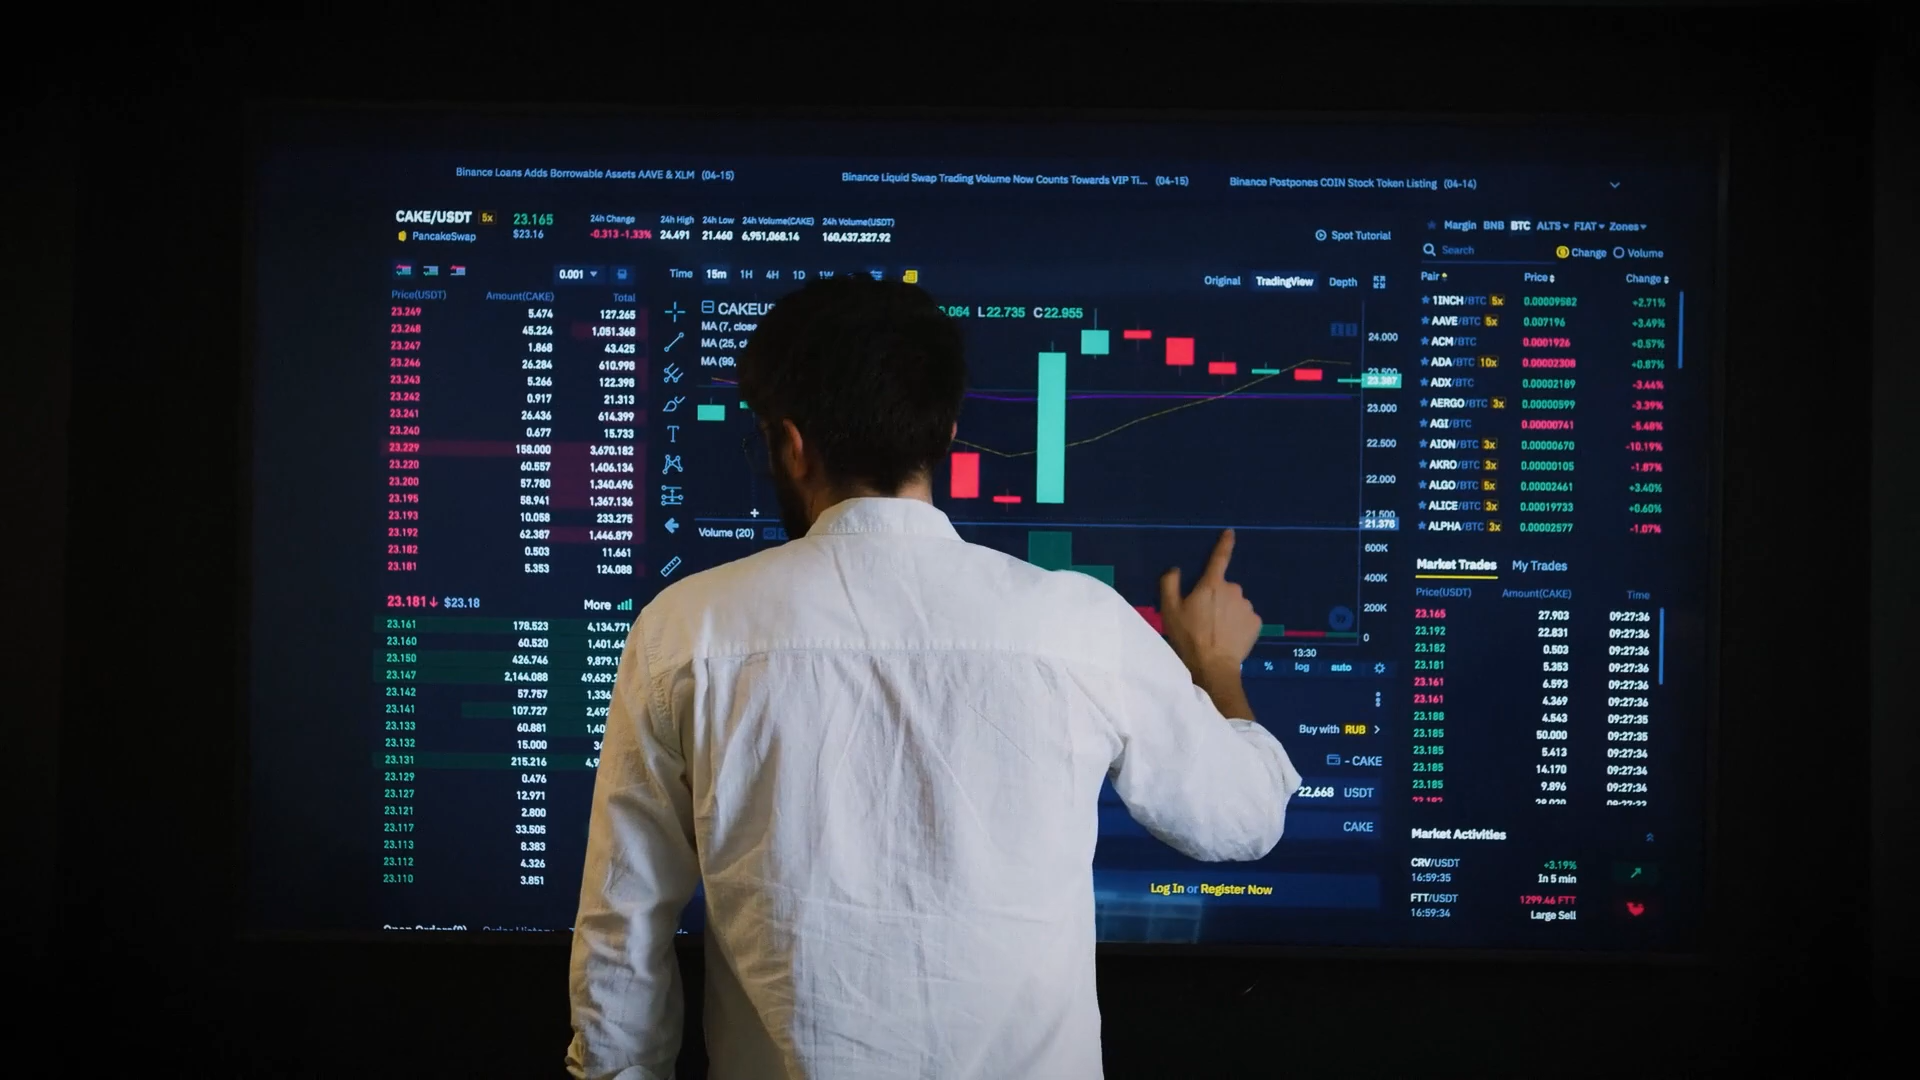 Binance Loans Adds Borrowable Assets AAVE & XLM (04-15)
Binance Liquid Swap Trading Volume Now Counts Towards VIP Ti... (04-15)
Binance Postpones COIN Stock Token Listing (04-14)
CAKE/USDT 5x 23.165
PancakeSwap $23.16
24h Change 24h High 24h Low 24h Volume(CAKE) 24h Volume(USDT)
-0.313 -1.33% 24.491 21.460 6,951,068.14 160,437,327.92
Spot Tutorial
0.001
Price(USDT) Amount(CAKE) Total
23.249 5.474 127.265
23.248 45.224 1,051.368
23.247 1.868 43.425
23.246 26.284 610.998
23.243 5.266 122.398
23.242 0.917 21.313
23.241 26.436 614.399
23.240 0.677 15.733
23.229 158.000 3,670.182
23.220 60.557 1,406.134
23.200 57.780 1,340.496
23.195 58.941 1,367.136
23.193 10.058 233.275
23.192 62.387 1,446.879
23.182 0.503 11.661
23.181 5.353 124.088
23.181↓ $23.18 More
23.161 178.523 4,134.771
23.160 60.520 1,401.64
23.150 426.746 9,879.1
23.147 2,144.088 49,629.
23.142 57.757 1,336
23.141 107.727 2,492
23.133 60.881 1,40
23.132 15.000 34
23.131 215.216 4,9
23.129 0.476
23.127 12.971
23.121 2.800
23.117 33.505
23.113 8.383
23.112 4.326
23.110 3.851
Time 15m 1H 4H 1D 1W
Original TradingView Depth
CAKEUS .064 L22.735 C22.955
MA (7, close
MA (25, cl
MA (99,
24.000
23.500
23.387
23.000
22.500
22.000
21.500
21.376
Volume (20)
600K
400K
200K
0
13:30
% log auto
Buy with RUB >
- CAKE
22,668 USDT
CAKE
Log In or Register Now
Margin BNB BTC ALTS FIAT Zones
Search Change Volume
Pair Price Change
1INCH/BTC 5x 0.00009582 +2.71%
AAVE/BTC 5x 0.007196 +3.49%
ACM/BTC 0.0001926 +0.57%
ADA/BTC 10x 0.00002308 +0.87%
ADX/BTC 0.00002189 -3.44%
AERGO/BTC 3x 0.00000599 -3.39%
AGI/BTC 0.00000741 -5.48%
AION/BTC 3x 0.00000670 -10.19%
AKRO/BTC 3x 0.00000105 -1.87%
ALGO/BTC 5x 0.00002461 +3.40%
ALICE/BTC 3x 0.00019733 +0.60%
ALPHA/BTC 3x 0.00002577 -1.07%
Market Trades My Trades
Price(USDT) Amount(CAKE) Time
23.165 27.903 09:27:36
23.192 22.831 09:27:36
23.182 0.503 09:27:36
23.181 5.353 09:27:36
23.161 6.593 09:27:36
23.161 4.369 09:27:36
23.188 4.543 09:27:35
23.185 50.000 09:27:35
23.185 5.413 09:27:34
23.185 14.170 09:27:34
23.185 9.896 09:27:34
Market Activities
CRV/USDT +3.19%
16:59:35 In 5 min
FTT/USDT 1299.46 FTT
16:59:34 Large Sell